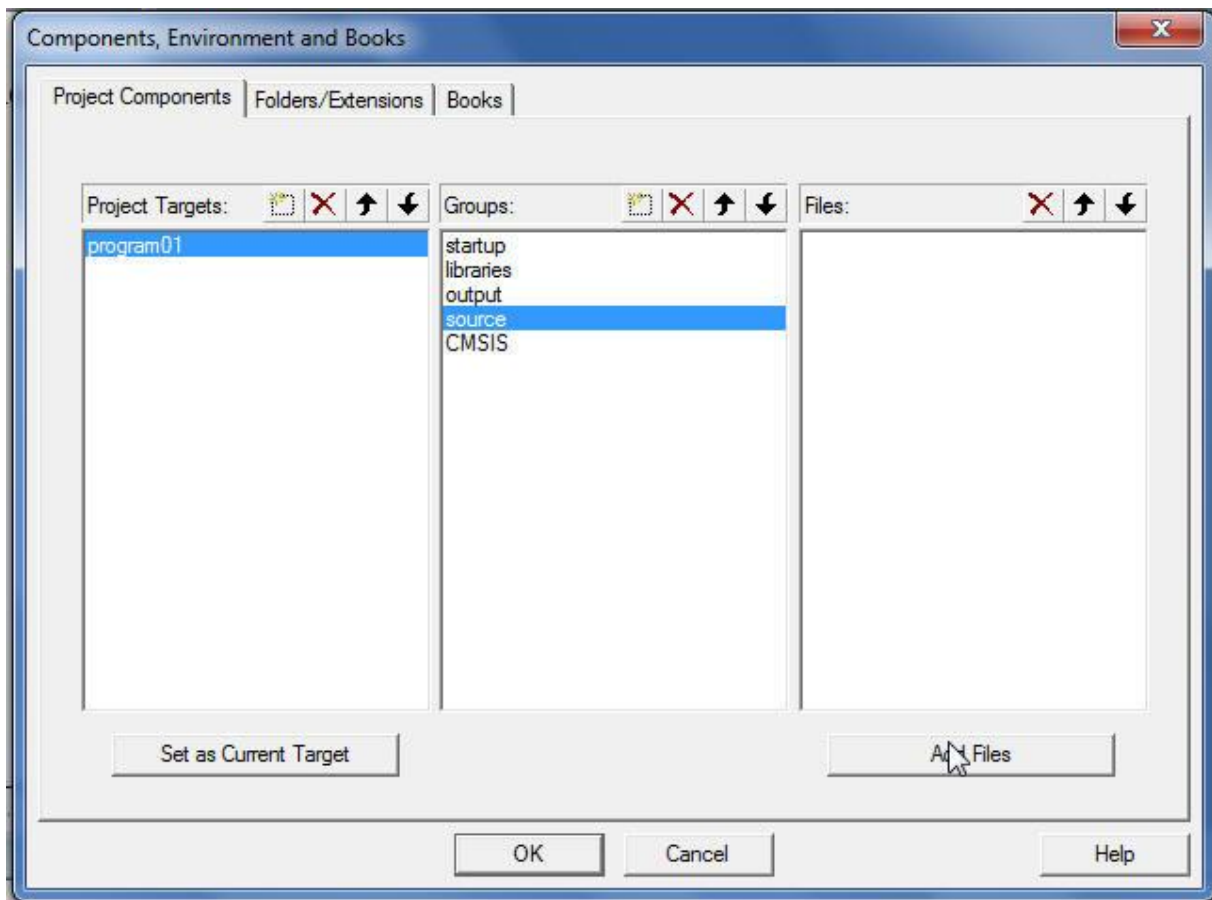 Components, Environment and Books
Project Components
Folders/Extensions
Books
Project Targets:
Groups:
Files:
program01
startup
libraries
output
source
CMSIS
Set as Current Target
Add Files
OK
Cancel
Help